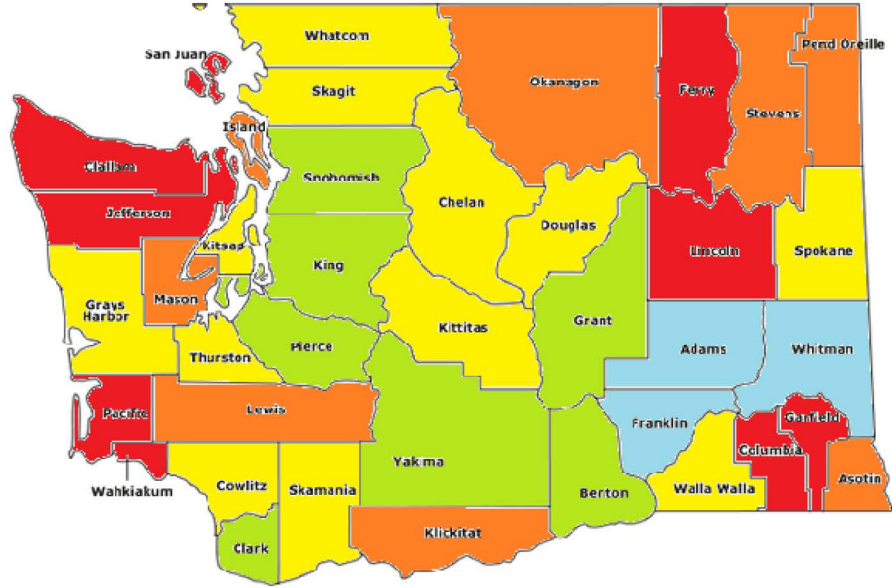 Whatcom
San Juan
Pend Oreille
Skagit
Okanagon
Ferry
Stevens
Island
Clallam
Snohomish
Chelan
Jefferson
Douglas
Kitsap
Lincoln
Spokane
King
Mason
Grays
Harbor
Kittitas
Grant
Pierce
Adams
Whitman
Thurston
Pacific
Lewis
Franklin
Garfield
Columbia
Yakima
Asotin
Wahkiakum
Cowlitz
Skamania
Benton
Walla Walla
Klickitat
Clark